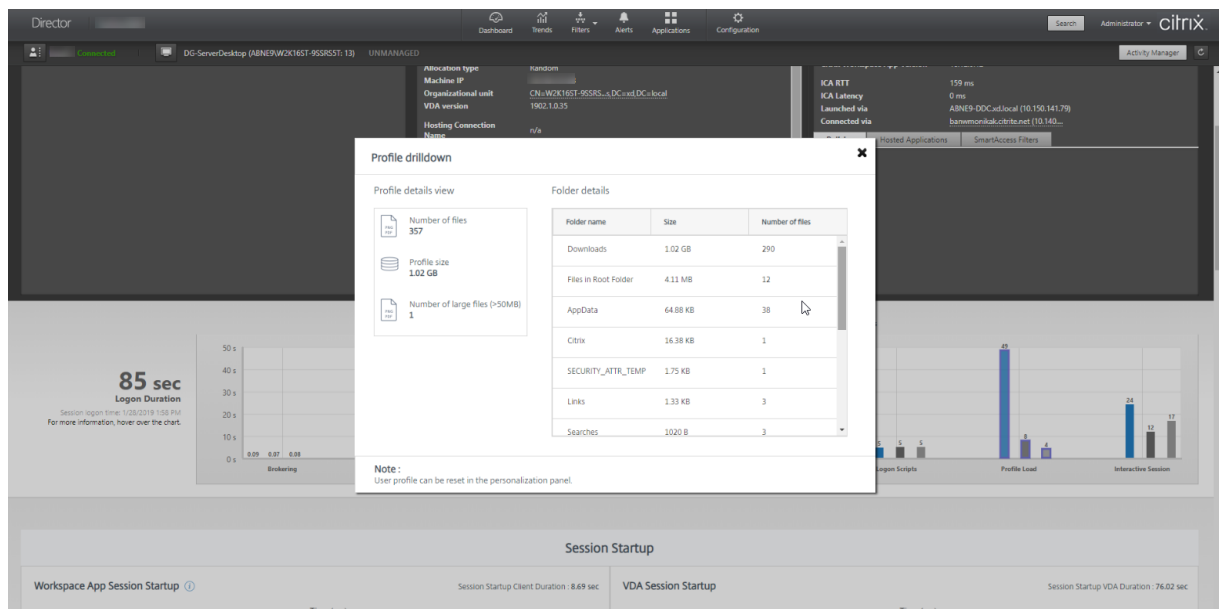 Director
Dashboard
Trends
Filters
Alerts
Applications
Configuration
Search
Administrator
citrix
Connected
DG-ServerDesktop (ABNE9\W2K16ST-9SSRS5T: 13)
UNMANAGED
Activity Manager
Allocation type Random
Machine IP
Organizational unit CN=W2K16ST-9SSRS...s,DC=xd,DC=local
VDA version 1902.1.0.35
Hosting Connection
Name n/a
ICA RTT 159 ms
ICA Latency 0 ms
Launched via ABNE9-DDC.xd.local (10.150.141.79)
Connected via banwmonikak.citrite.net (10.140....
Hosted Applications
SmartAccess Filters
Profile drilldown
Profile details view
Number of files
357
Profile size
1.02 GB
Number of large files (>50MB)
1
Folder details
Folder name Size Number of files
Downloads 1.02 GB 290
Files in Root Folder 4.11 MB 12
AppData 64.88 KB 38
Citrix 16.38 KB 1
SECURITY_ATTR_TEMP 1.75 KB 1
Links 1.33 KB 3
Searches 1020 B 3
Note :
User profile can be reset in the personalization panel.
85 sec
Logon Duration
Session logon time: 1/28/2019 1:58 PM
For more information, hover over the chart.
50 s
40 s
30 s
20 s
10 s
0 s
0.09 0.07 0.08
Brokering
5 5 5
Logon Scripts
49 8 4
Profile Load
24 12 17
Interactive Session
Session Startup
Workspace App Session Startup
Session Startup Client Duration : 8.69 sec
VDA Session Startup
Session Startup VDA Duration : 76.02 sec